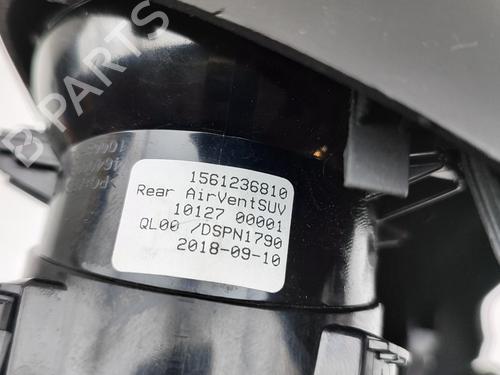 B-PARTS
1561236810
Rear AirVentSUV
10127 00001
QL00 /DSPN1790
2018-09-10